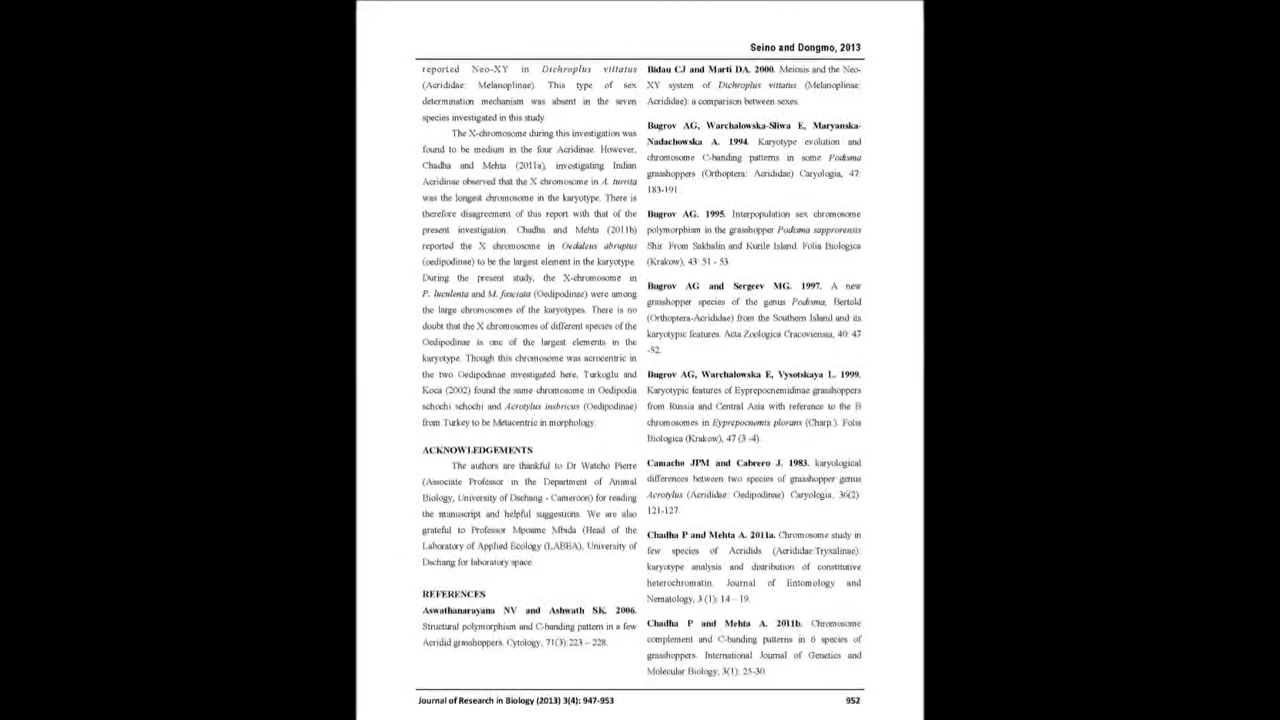 Seino and Dongmo, 2013
reported Neo-XY in Dichroplus vittatus
(Acrididae: Melanoplinae). This type of sex
determination mechanism was absent in the seven
species investigated in this study
The X-chromosome during this investigation was
found to be medium in the four Acridinae. However,
Chadha and Mehta (2011a), investigating Indian
Acridinae observed that the X chromosome in A. turrita
was the longest chromosome in the karyotype. There is
therefore disagreement of this report with that of the
present investigation. Chadha and Mehta (2011b)
reported the X chromosome in Oedaleus abruptus
(oedipodinae) to be the largest element in the karyotype.
During the present study, the X-chromosome in
P. luculenta and M. fasciata (Oedipodinae) were among
the large chromosomes of the karyotypes. There is no
doubt that the X chromosomes of different species of the
Oedipodinae is one of the largest elements in the
karyotype. Though this chromosome was acrocentric in
the two Oedipodinae investigated here, Turkoglu and
Koca (2002) found the same chromosome in Oedipodia
schochi schochi and Acrotylus insbricus (Oedipodinae)
from Turkey to be Metacentric in morphology.
ACKNOWLEDGEMENTS
The authors are thankful to Dr Watcho Pierre
(Associate Professor in the Department of Animal
Biology, University of Dschang - Cameroon) for reading
the manuscript and helpful suggestions. We are also
grateful to Professor Mpoame Mbida (Head of the
Laboratory of Applied Ecology (LABEA), University of
Dschang for laboratory space.
REFERENCES
Aswathanarayana NV and Ashwath SK. 2006.
Structural polymorphism and C-banding pattern in a few
Acridid grasshoppers. Cytology, 71(3):223 – 228.
Bidau CJ and Marti DA. 2000. Meiosis and the Neo-
XY system of Dichroplus vittatus (Melanoplinae:
Acrididae): a comparison between sexes.
Bugrov AG, Warchalowska-Sliwa E, Maryanska-
Nadachowska A. 1994. Karyotype evolution and
chromosome C-banding patterns in some Podisma
grasshoppers (Orthoptera: Acrididae) Caryologia, 47:
183-191.
Bugrov AG. 1995. Interpopulation sex chromosome
polymorphism in the grasshopper Podisma sapprorensis
Shir. From Sakhalin and Kurile Island. Folia Biologica
(Krakow), 43: 51 - 53.
Bugrov AG and Sergeev MG. 1997. A new
grasshopper species of the genus Podisma, Bertold
(Orthoptera-Acrididae) from the Southern Island and its
karyotypic features. Acta Zoologica Cracoviensia, 40: 47
-52.
Bugrov AG, Warchalowska E, Vysotskaya L. 1999.
Karyotypic features of Eyprepocnemidinae grasshoppers
from Russia and Central Asia with reference to the B
chromosomes in Eyprepocnemis plorans (Charp.). Folia
Biologica (Krakow), 47 (3 -4).
Camacho JPM and Cabrero J. 1983. karyological
differences between two species of grasshopper genus
Acrotylus (Acrididae: Oedipodinae) Caryologia, 36(2):
121-127.
Chadha P and Mehta A. 2011a. Chromosome study in
few species of Acridids (Acrididae:Tryxalinae):
karyotype analysis and distribution of constitutive
heterochromatin. Journal of Entomology and
Nematology, 3 (1): 14 – 19.
Chadha P and Mehta A. 2011b. Chromosome
complement and C-banding patterns in 6 species of
grasshoppers. International Journal of Genetics and
Molecular Biology, 3(1): 25-30.
Journal of Research in Biology (2013) 3(4): 947-953
952